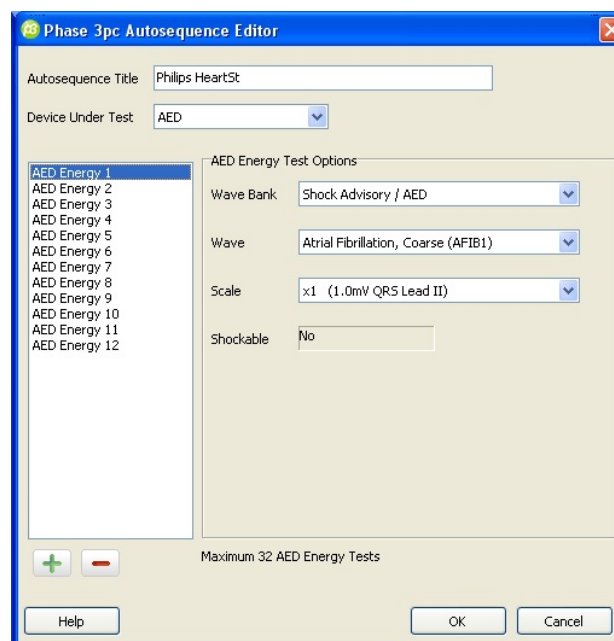 p3 Phase 3pc Autosequence Editor
Autosequence Title Philips HeartSt
Device Under Test AED
AED Energy 1
AED Energy 2
AED Energy 3
AED Energy 4
AED Energy 5
AED Energy 6
AED Energy 7
AED Energy 8
AED Energy 9
AED Energy 10
AED Energy 11
AED Energy 12
AED Energy Test Options
Wave Bank Shock Advisory / AED
Wave Atrial Fibrillation, Coarse (AFIB1)
Scale x1 (1.0mV QRS Lead II)
Shockable No
Maximum 32 AED Energy Tests
Help OK Cancel